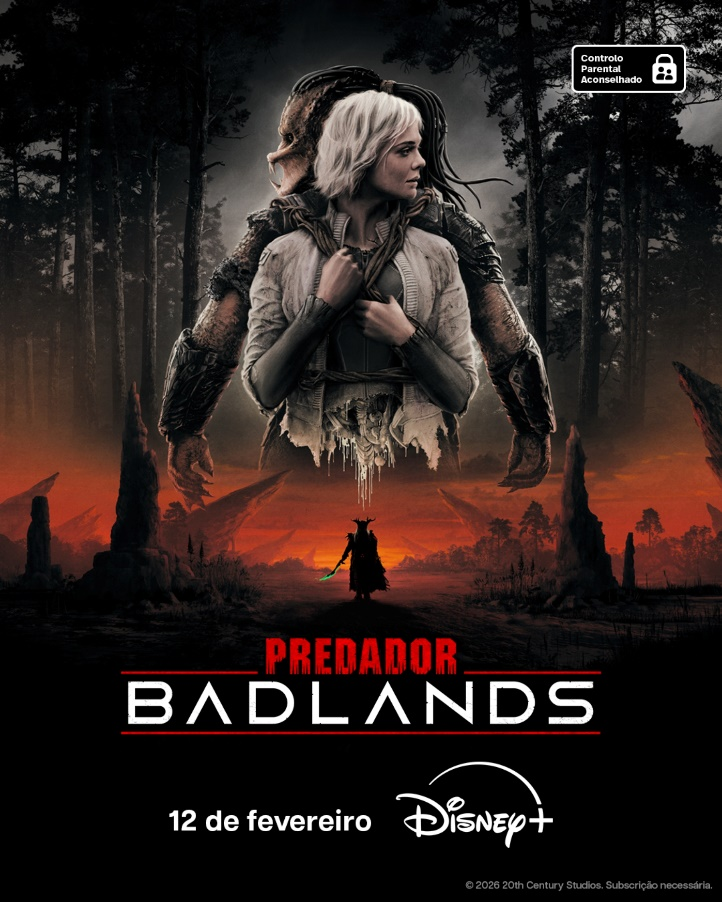 Controlo
Parental
Aconselhado
PREDADOR
BADLANDS
12 de fevereiro
Disney+
© 2026 20th Century Studios. Subscrição necessária.